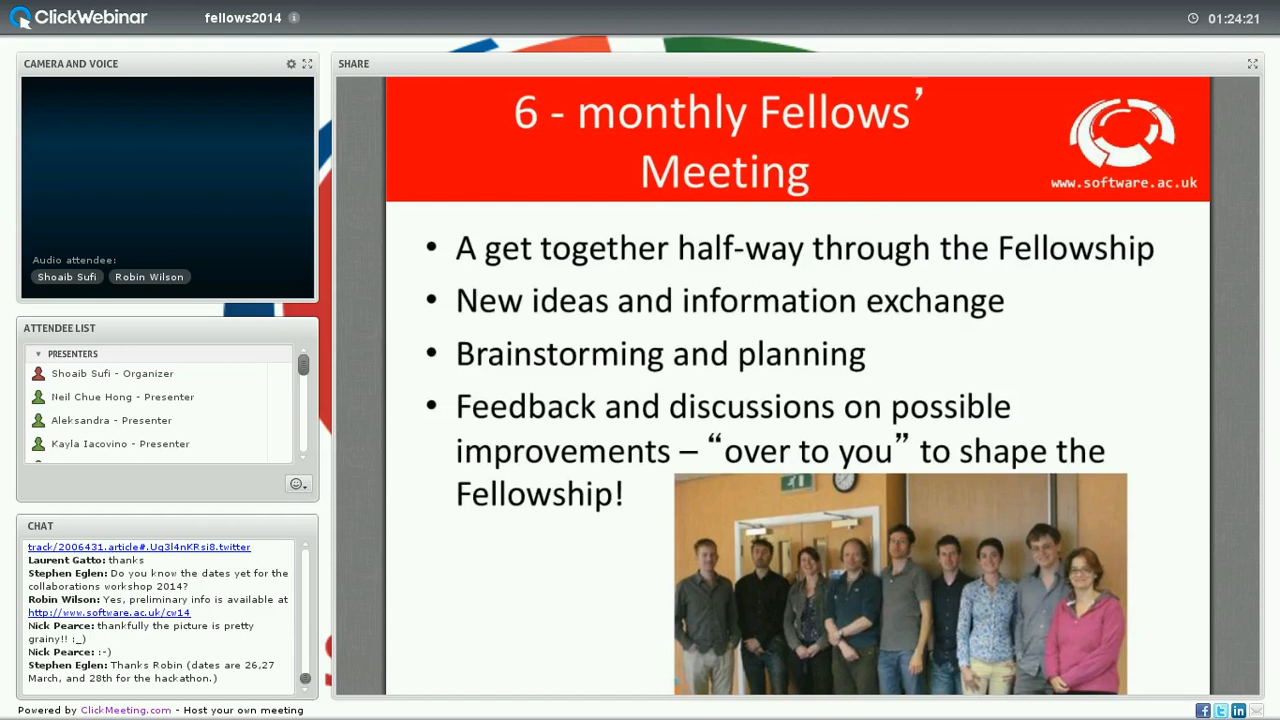 ClickWebinar
fellows2014
01:24:21
CAMERA AND VOICE
Audio attendee:
Shoaib Sufi Robin Wilson
ATTENDEE LIST
PRESENTERS
Shoaib Sufi - Organizer
Neil Chue Hong - Presenter
Aleksandra - Presenter
Kayla Iacovino - Presenter
CHAT
track/2006431.article#.Ug3l4nKRsi8.twitter
Laurent Gatto: thanks
Stephen Eglen: Do you know the dates yet for the
collaborations workshop 2014?
Robin Wilson: Yes, preliminary info is available at
http://www.software.ac.uk/cw14
Nick Pearce: thankfully the picture is pretty
grainy!! :_)
Nick Pearce: :-)
Stephen Eglen: Thanks Robin (dates are 26,27
March, and 28th for the hackathon.)
SHARE
6 - monthly Fellows’
Meeting
www.software.ac.uk
• A get together half-way through the Fellowship
• New ideas and information exchange
• Brainstorming and planning
• Feedback and discussions on possible
improvements – “over to you” to shape the
Fellowship!
Powered by ClickMeeting.com - Host your own meeting